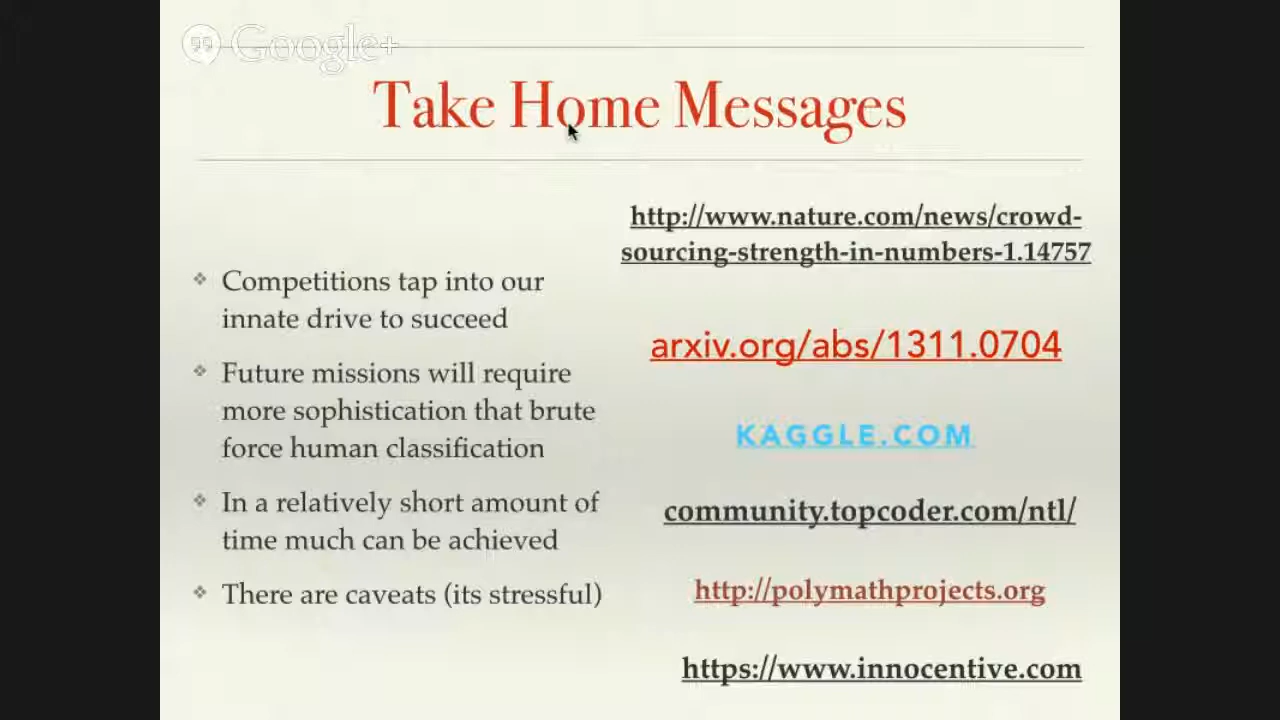 Google+
Take Home Messages
Competitions tap into our
innate drive to succeed
Future missions will require
more sophistication that brute
force human classification
In a relatively short amount of
time much can be achieved
There are caveats (its stressful)
http://www.nature.com/news/crowd-
sourcing-strength-in-numbers-1.14757
arxiv.org/abs/1311.0704
KAGGLE.COM
community.topcoder.com/ntl/
http://polymathprojects.org
https://www.innocentive.com